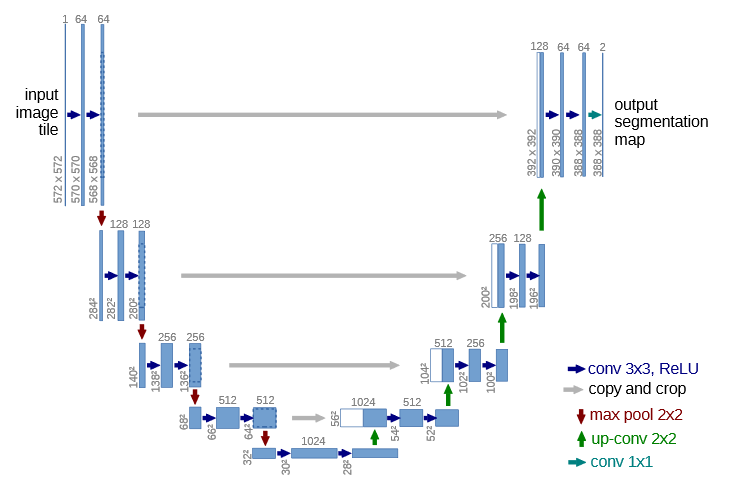 1 64 64
128 64 64 2
input
image
tile
output
segmentation
map
572 x 572
570 x 570
568 x 568
392 x 392
390 x 390
388 x 388
388 x 388
128 128
256 128
284²
282²
280²
200²
198²
196²
256 256
512 256
140²
138²
136²
104²
102²
100²
conv 3x3, ReLU
copy and crop
max pool 2x2
up-conv 2x2
conv 1x1
512 512
1024 512
68²
66²
64²
56²
54²
52²
1024
32²
30²
28²